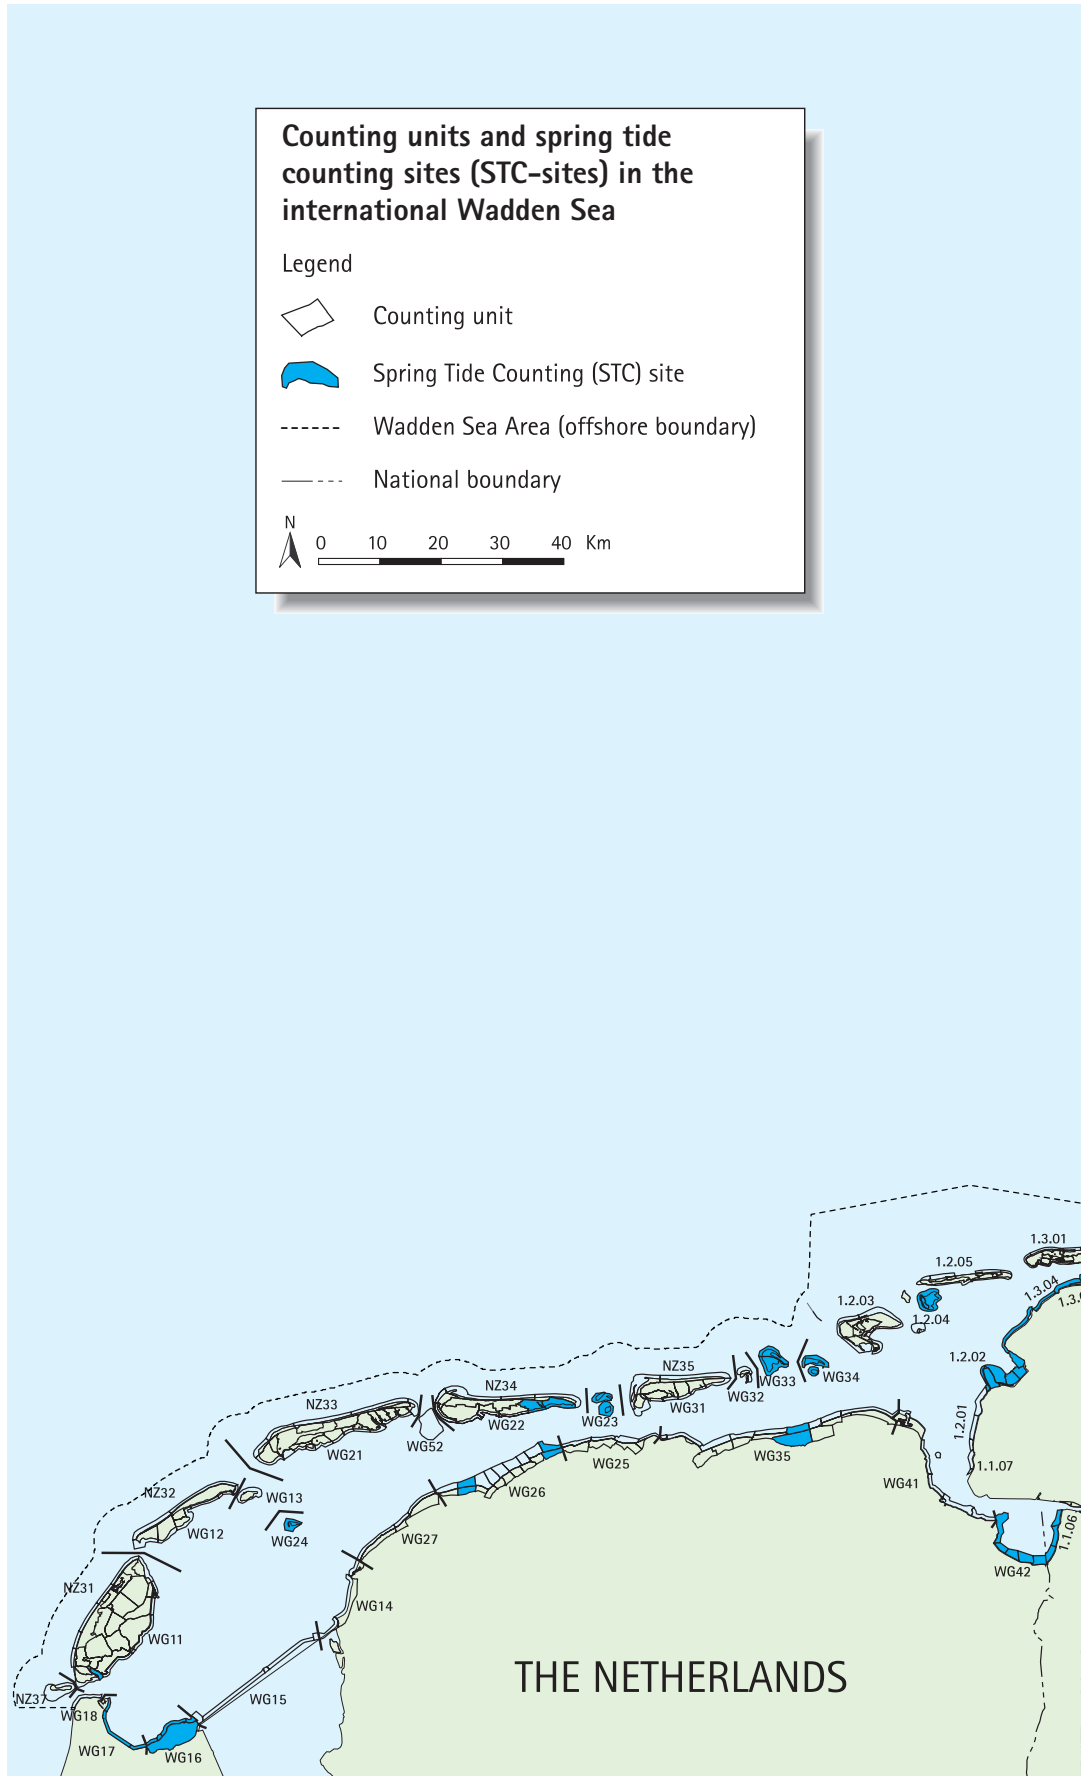 Counting units and spring tide
counting sites (STC-sites) in the
international Wadden Sea
Legend
Counting unit
Spring Tide Counting (STC) site
Wadden Sea Area (offshore boundary)
National boundary
N
0 10 20 30 40 Km
1.3.01
1.2.05
1.3.04
1.3.
1.2.03
1.2.04
1.2.02
NZ35
WG33
WG34
WG32
NZ34
WG31
NZ33
WG22
WG23
1.2.01
WG52
WG21
WG25
WG35
1.1.07
WG41
NZ32
WG13
WG26
WG12
WG24
WG27
1.1.06
WG42
NZ31
WG14
WG11
THE NETHERLANDS
NZ37
WG15
WG18
WG17
WG16